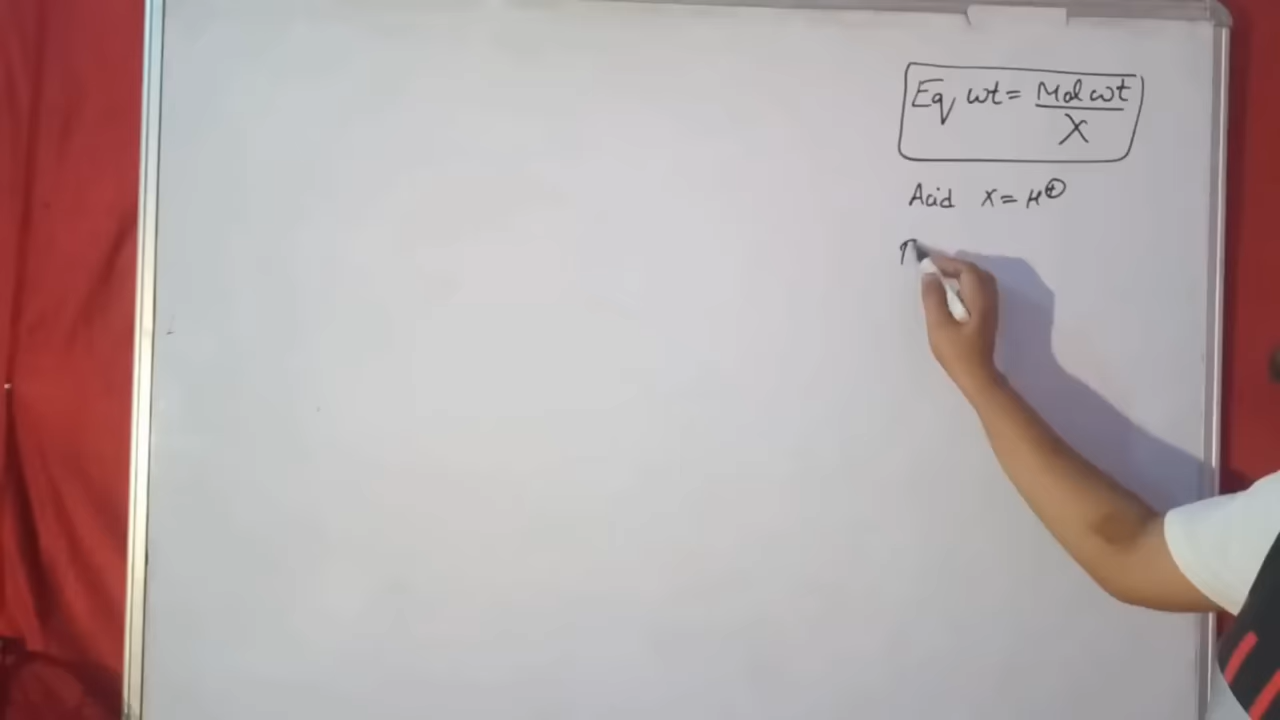 Eq wt = Mol wt / X
Acid x = H⊕